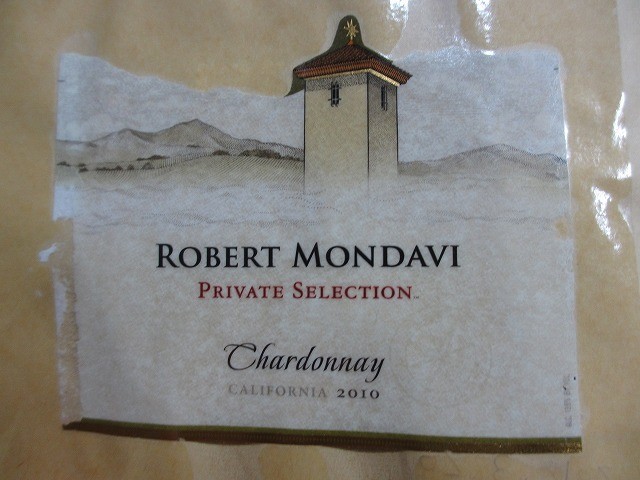 ROBERT MONDAVI
PRIVATE SELECTION
Chardonnay
CALIFORNIA 2010